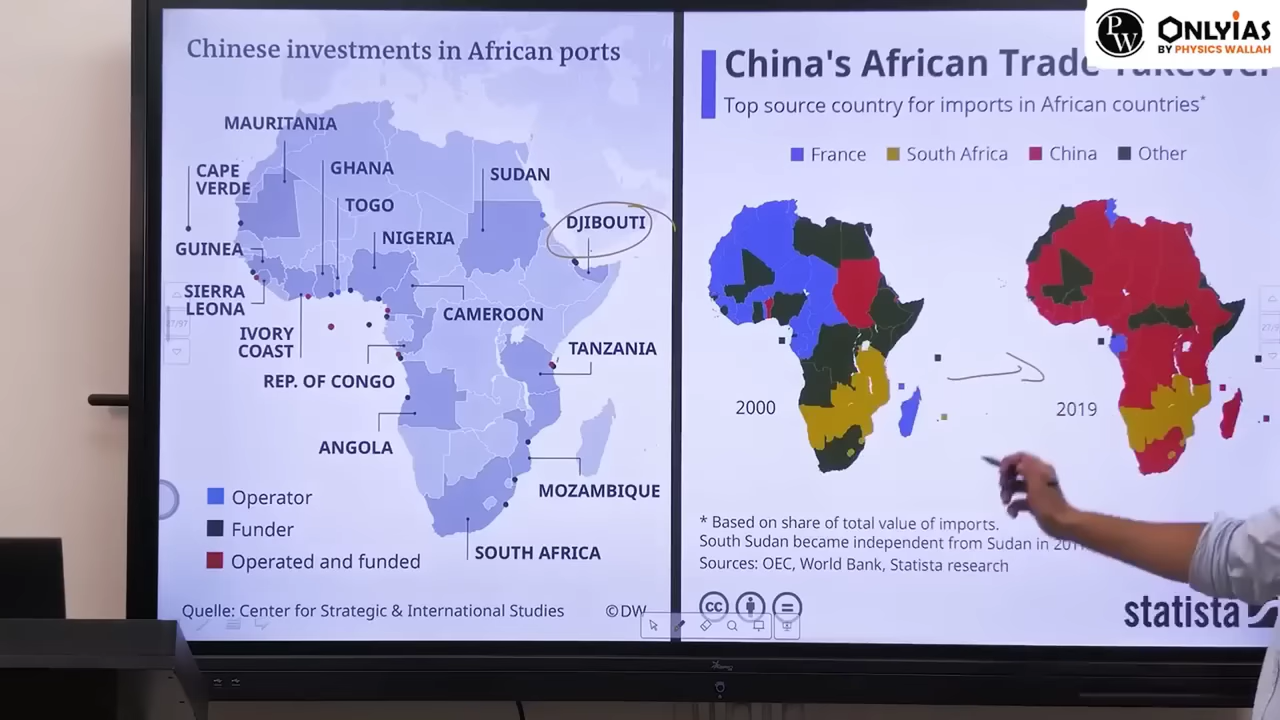 PW
ONLYIAS
BY PHYSICS WALLAH
Chinese investments in African ports
MAURITANIA
CAPE
VERDE
GHANA
SUDAN
TOGO
DJIBOUTI
NIGERIA
GUINEA
SIERRA
LEONA
CAMEROON
IVORY
COAST
TANZANIA
REP. OF CONGO
ANGOLA
MOZAMBIQUE
SOUTH AFRICA
Operator
Funder
Operated and funded
Quelle: Center for Strategic & International Studies
©DW
China's African Trade
Top source country for imports in African countries*
France
South Africa
China
Other
2000
2019
* Based on share of total value of imports.
South Sudan became independent from Sudan in
Sources: OEC, World Bank, Statista research
cc
statista